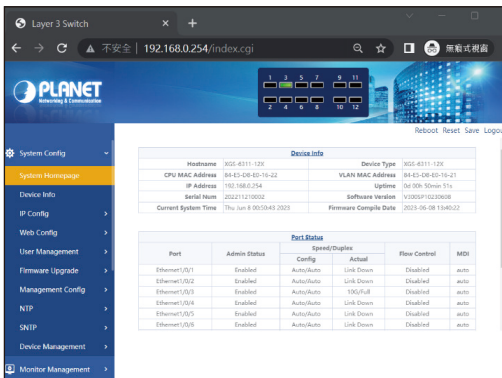 Layer 3 Switch
不安全 | 192.168.0.254/index.cgi
無痕式視窗
PLANET
Networking & Communication
1 3 5 7 9 11
2 4 6 8 10 12
Reboot Reset Save Logou
System Config
System Homepage
Device Info
IP Config
Web Config
User Management
Firmware Upgrade
Management Config
NTP
SNTP
Device Management
Monitor Management
Device Info
Hostname XGS-6311-12X Device Type XGS-6311-12X
CPU MAC Address 84-E5-D8-E0-16-22 VLAN MAC Address 84-E5-D8-E0-16-21
IP Address 192.168.0.254 Uptime 0d 00h 50min 51s
Serial Num 202211210002 Software Version
Current System Time Thu Jun 8 00:50:43 2023 Firmware Compile Date 2023-06-08 13:40:22
Port Status
Port Admin Status Speed/Duplex Flow Control MDI
Config Actual
Ethernet1/0/1 Enabled Auto/Auto Link Down Disabled auto
Ethernet1/0/2 Enabled Auto/Auto Link Down Disabled auto
Ethernet1/0/3 Enabled Auto/Auto 10G/Full Disabled auto
Ethernet1/0/4 Enabled Auto/Auto Link Down Disabled auto
Ethernet1/0/5 Enabled Auto/Auto Link Down Disabled auto
Ethernet1/0/6 Enabled Auto/Auto Link Down Disabled auto